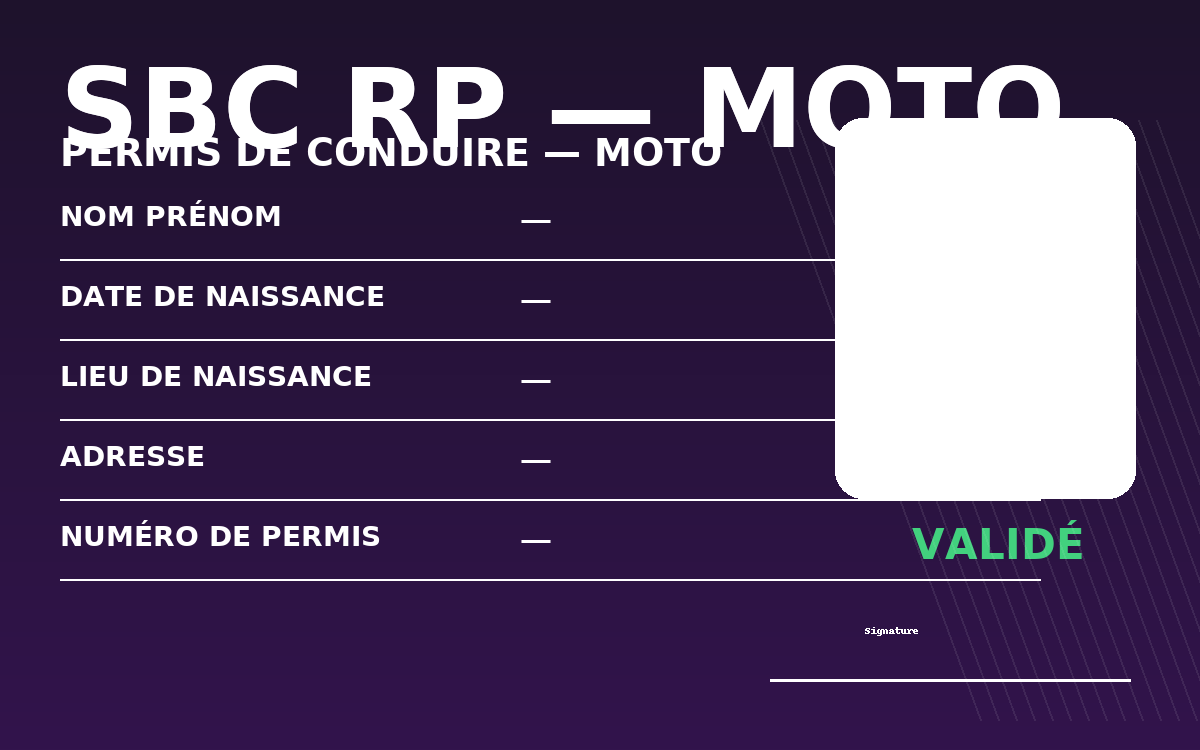 SBC RP — MOTO
PERMIS DE CONDUIRE — MOTO
NOM PRÉNOM —
DATE DE NAISSANCE —
LIEU DE NAISSANCE —
ADRESSE —
NUMÉRO DE PERMIS —
VALIDÉ
Signature